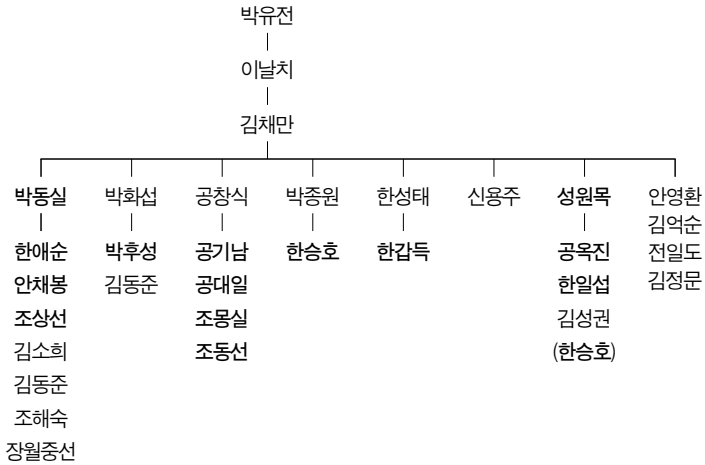 박유전
이날치
김채만
박동실 박화섭 공창식 박종원 한성태 신용주 성원목 안영환
김억순
전일도
김정문
한애순 박후성 공기남 한승호 한갑득 공옥진
안채봉 김동준 공대일 한일섭
조상선 조몽실 김성권
김소희 조동선 (한승호)
김동준
조해숙
장월중선